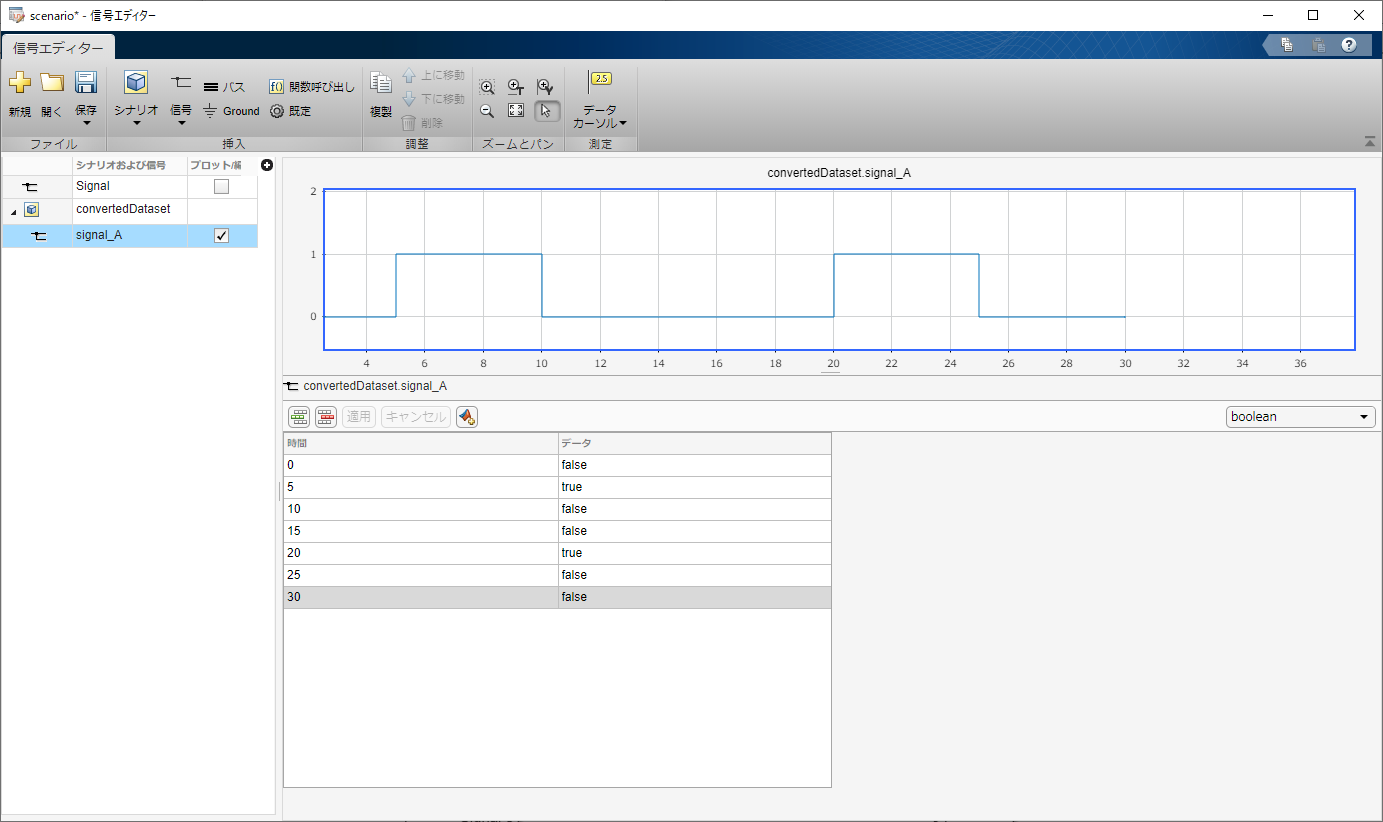 scenario* - 信号エディター
信号エディター
新規 開く 保存 シナリオ 信号 バス Ground 関数呼び出し 既定 複製 上に移動 下に移動 削除 2.5 データ カーソル
ファイル 挿入 調整 ズームとパン 測定
シナリオおよび信号 プロット/編
Signal
convertedDataset
signal_A
convertedDataset.signal_A
2
1
0
4 6 8 10 12 14 16 18 20 22 24 26 28 30 32 34 36
convertedDataset.signal_A
適用 キャンセル boolean
時間 データ
0 false
5 true
10 false
15 false
20 true
25 false
30 false